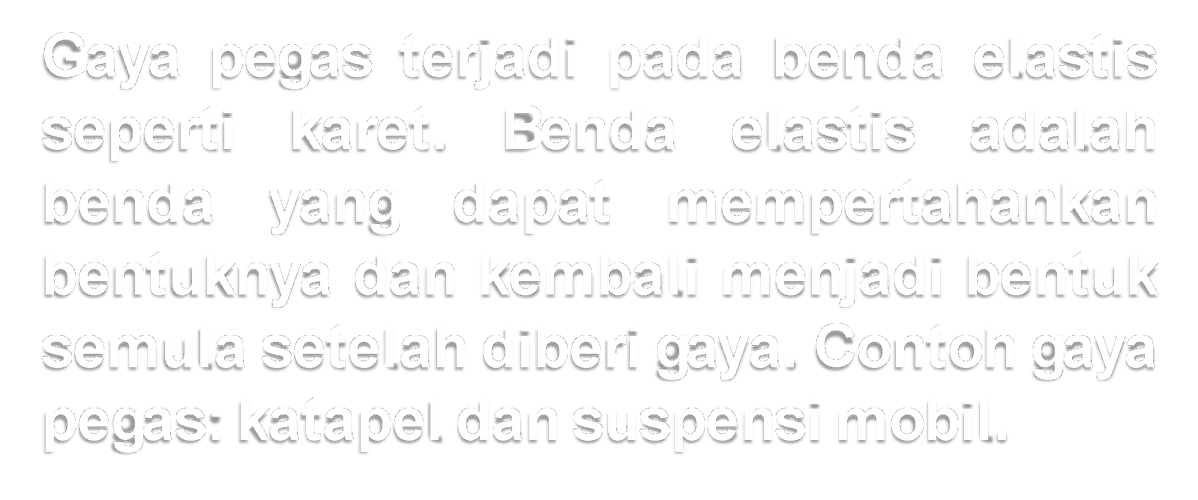 Gaya pegas terjadi pada benda elastis
seperti karet. Benda elastis adalah
benda yang dapat mempertahankan
bentuknya dan kembali menjadi bentuk
semula setelah diberi gaya. Contoh gaya
pegas: katapel dan suspensi mobil.